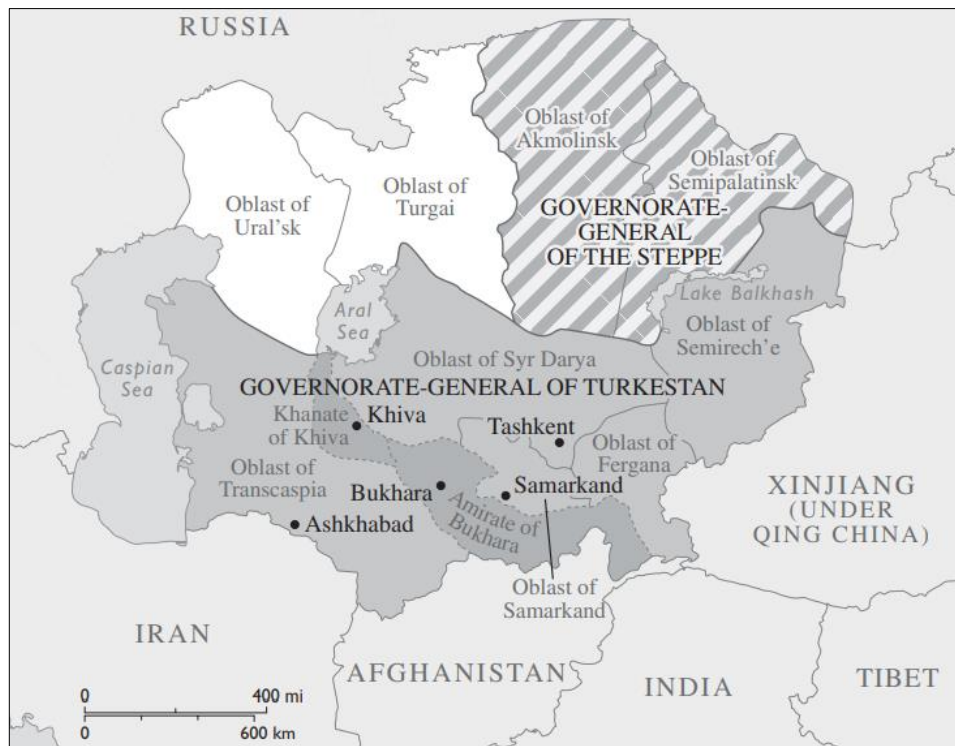 RUSSIA
Oblast of
Akmolinsk
Oblast of
Semipalatinsk
Oblast of
Turgai
Oblast of
Ural'sk
GOVERNORATE-
GENERAL
OF THE STEPPE
Lake Balkhash
Aral
Sea
Oblast of
Semirech'e
Caspian
Sea
Oblast of Syr Darya
GOVERNORATE-GENERAL OF TURKESTAN
Khanate
of Khiva
Khiva
Tashkent
Oblast of
Fergana
Oblast of
Transcaspia
Bukhara
Samarkand
Amirate of
Bukhara
Ashkhabad
XINJIANG
(UNDER
QING CHINA)
Oblast of
Samarkand
IRAN
AFGHANISTAN
INDIA
TIBET
0 400 mi
0 600 km